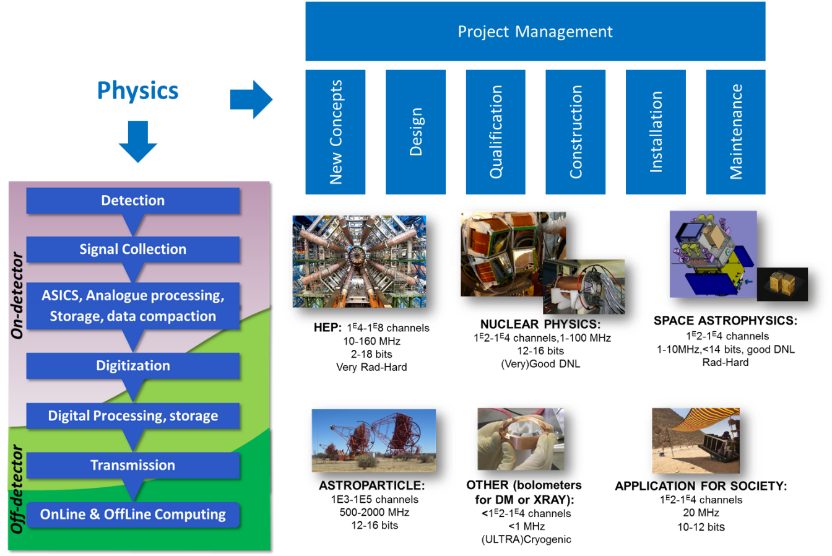 Project Management
Physics
New Concepts
Design
Qualification
Construction
Installation
Maintenance
On-detector
Off-detector
Detection
Signal Collection
ASICS, Analogue processing,
Storage, data compaction
Digitization
Digital Processing, storage
Transmission
OnLine & OffLine Computing
HEP: 1ᴱ4-1ᴱ8 channels
10-160 MHz
2-18 bits
Very Rad-Hard
NUCLEAR PHYSICS:
1ᴱ2-1ᴱ4 channels,1-100 MHz
12-16 bits
(Very)Good DNL
SPACE ASTROPHYSICS:
1ᴱ2-1ᴱ4 channels
1-10MHz,<14 bits, good DNL
Rad-Hard
ASTROPARTICLE:
1E3-1E5 channels
500-2000 MHz
12-16 bits
OTHER (bolometers
for DM or XRAY):
<1ᴱ2-1ᴱ4 channels
<1 MHz
(ULTRA)Cryogenic
APPLICATION FOR SOCIETY:
1ᴱ2-1ᴱ4 channels
20 MHz
10-12 bits